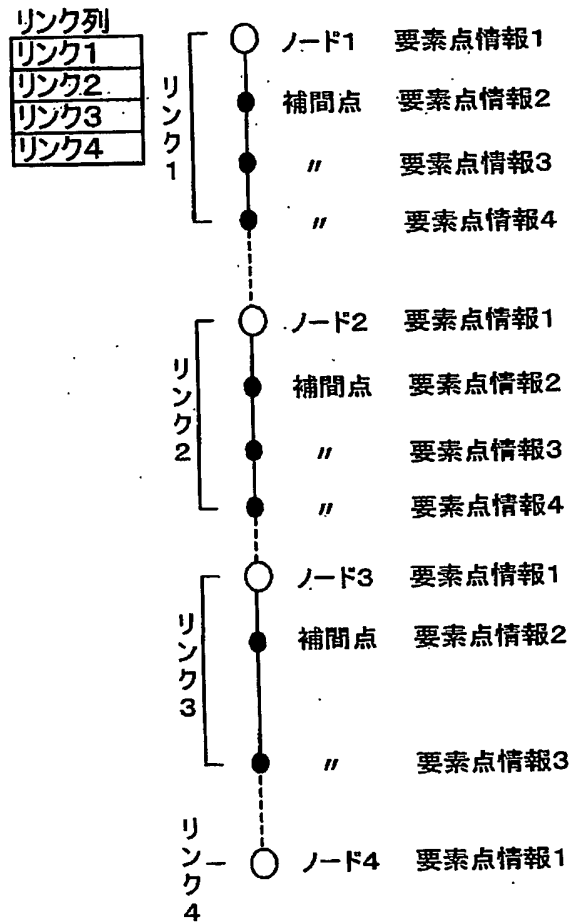 リンク列
リンク1
リンク2
リンク3
リンク4
リンク1
ノード1 要素点情報1
補間点 要素点情報2
〃 要素点情報3
〃 要素点情報4
リンク2
ノード2 要素点情報1
補間点 要素点情報2
〃 要素点情報3
〃 要素点情報4
リンク3
ノード3 要素点情報1
補間点 要素点情報2
〃 要素点情報3
リンク4
ノード4 要素点情報1